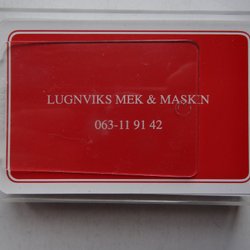 LUGNVIKS MEK & MASKIN
063-11 91 42